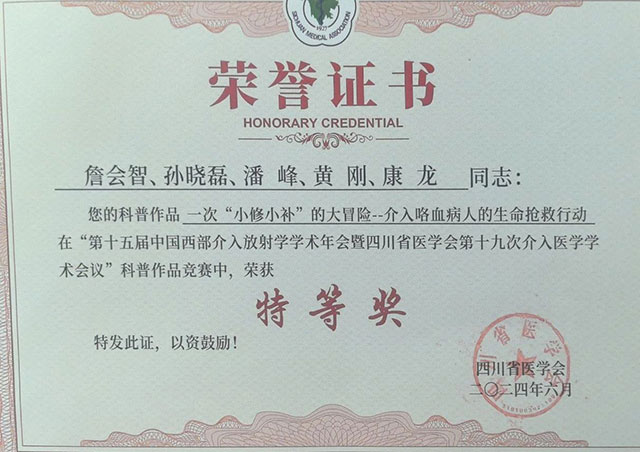 SICHUAN MEDICAL ASSOCIATION
1927
荣誉证书
HONORARY CREDENTIAL
詹会智、孙晓磊、潘 峰、黄 刚、康 龙 同志：
您的科普作品 一次“小修小补”的大冒险--介入咯血病人的生命抢救行动
在“第十五届中国西部介入放射学学术年会暨四川省医学会第十九次介入医学学
术会议”科普作品竞赛中，荣获
特等奖
特发此证，以资鼓励！
四川省医学会
二〇二四年六月